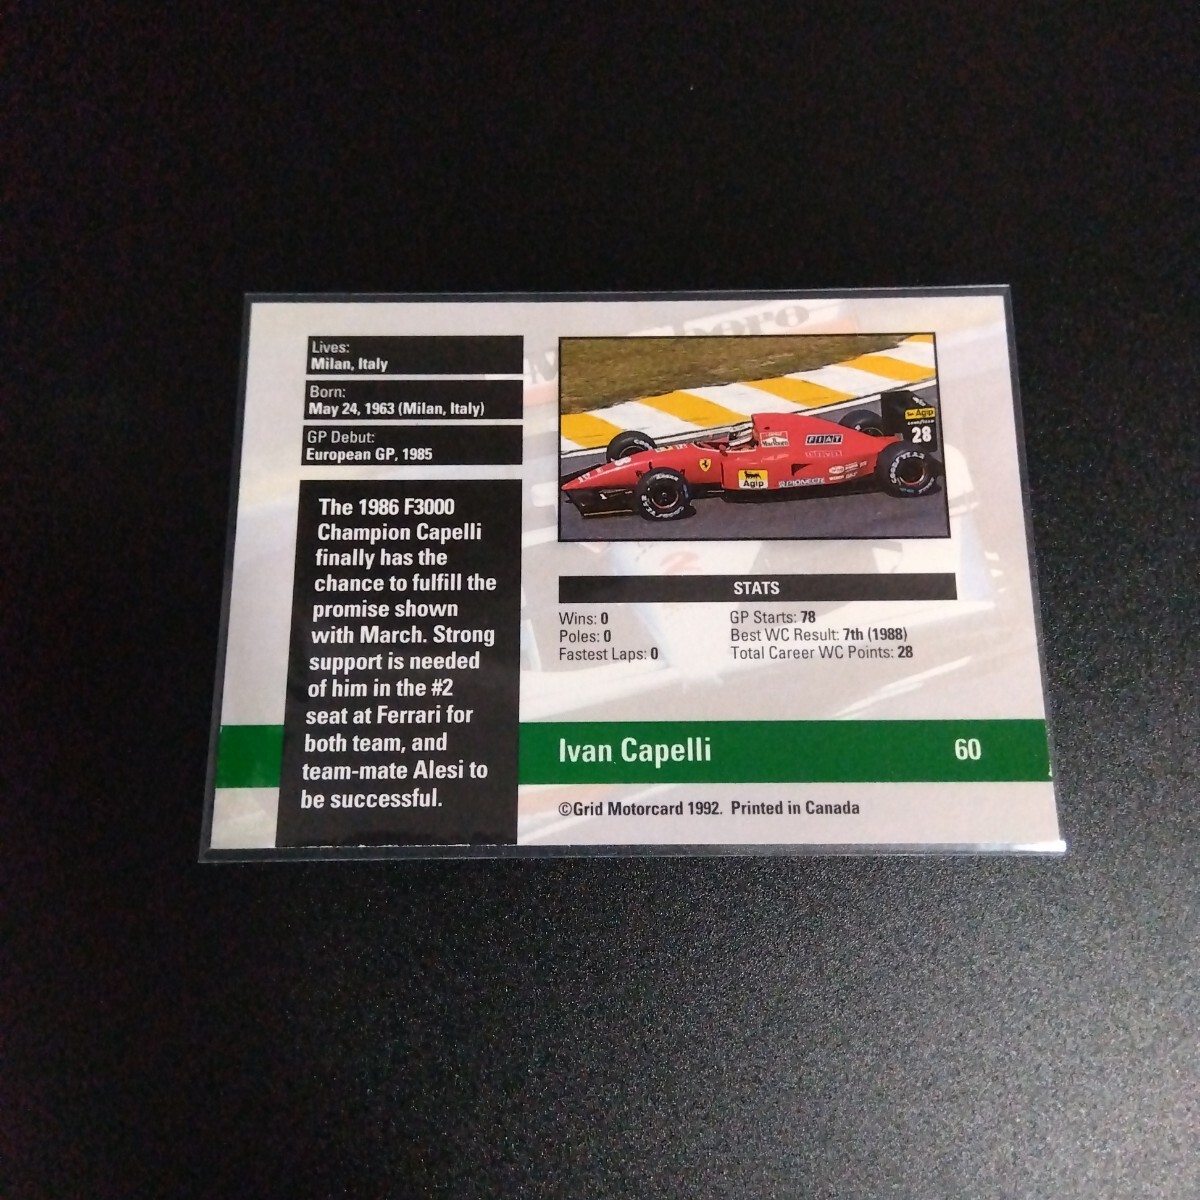 Lives:
Milan, Italy
Born:
May 24, 1963 (Milan, Italy)
GP Debut:
European GP, 1985
The 1986 F3000
Champion Capelli
finally has the
chance to fulfill the
promise shown
with March. Strong
support is needed
of him in the #2
seat at Ferrari for
both team, and
team-mate Alesi to
be successful.
Agip
28
FIAT
Agip
PIONEER
GOODYEAR
STATS
Wins: 0
Poles: 0
Fastest Laps: 0
GP Starts: 78
Best WC Result: 7th (1988)
Total Career WC Points: 28
Ivan Capelli
60
©Grid Motorcard 1992. Printed in Canada